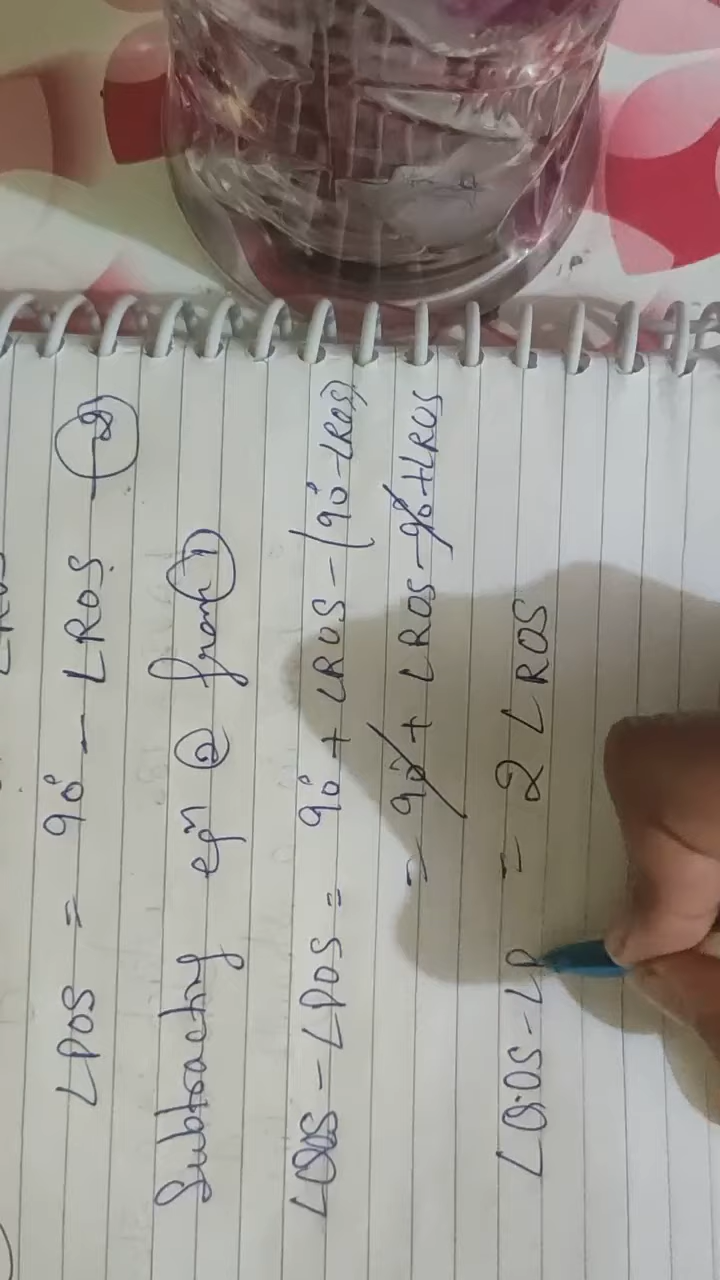 ∠POS = 90° - ∠ROS - ②
Subtracting eqn ② from ①
∠QOS - ∠POS = 90° + ∠ROS - (90° - ∠ROS)
= 90° + ∠ROS - 90° + ∠ROS
∠QOS - ∠P = 2∠ROS